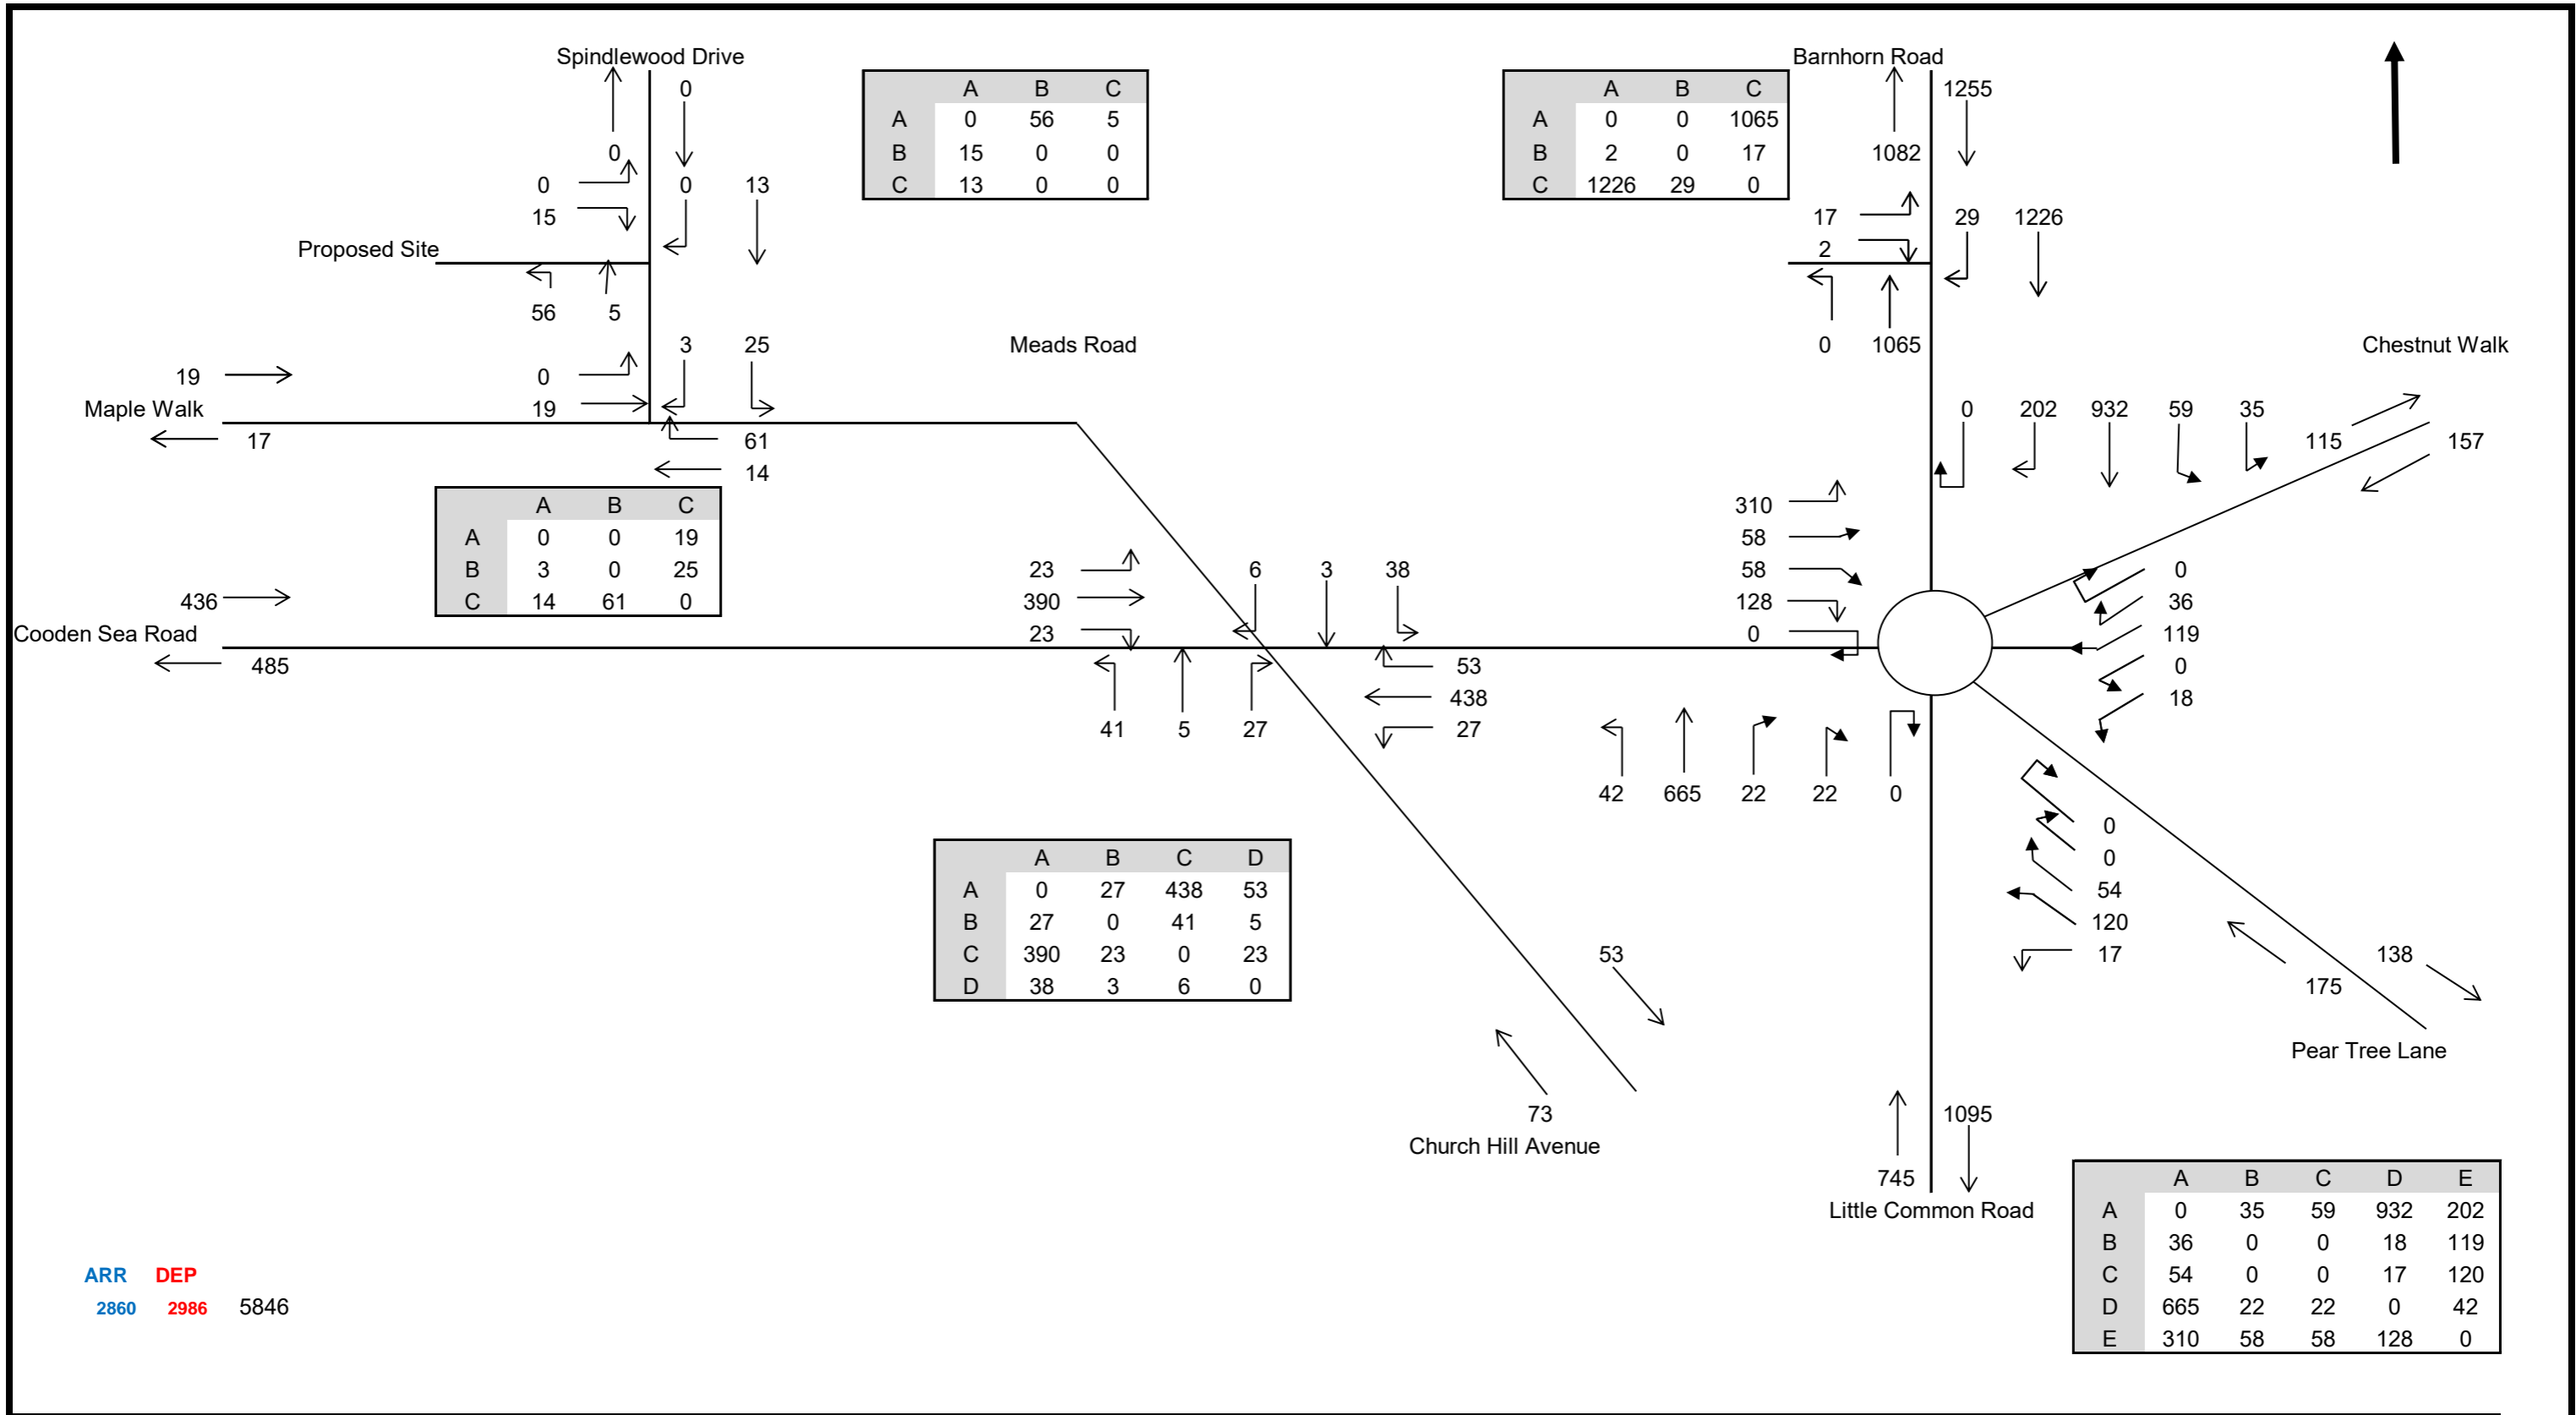 Spindlewood Drive Barnhorn Road
0 1255
A B C
A 0 56 5
B 15 0 0
C 13 0 0
A B C
A 0 0 1065
B 2 0 17
C 1226 29 0
0 1082
0 0 13
15
17 29 1226
2
Proposed Site
56 5
0 1065
3 25 Meads Road Chestnut Walk
19 0
Maple Walk 19
17 61
14
0 202 932 59 35
115 157
A B C
A 0 0 19
B 3 0 25
C 14 61 0
310
58
58
128
0
23 6 3 38
390
23
436
Cooden Sea Road
485
53
438
27
41 5 27
0
36
119
0
18
42 665 22 22 0
0
0
54
120
17
A B C D
A 0 27 438 53
B 27 0 41 5
C 390 23 0 23
D 38 3 6 0
53 138
175
Pear Tree Lane
73 1095
Church Hill Avenue
745
Little Common Road
A B C D E
A 0 35 59 932 202
B 36 0 0 18 119
C 54 0 0 17 120
D 665 22 22 0 42
E 310 58 58 128 0
ARR DEP
2860 2986 5846